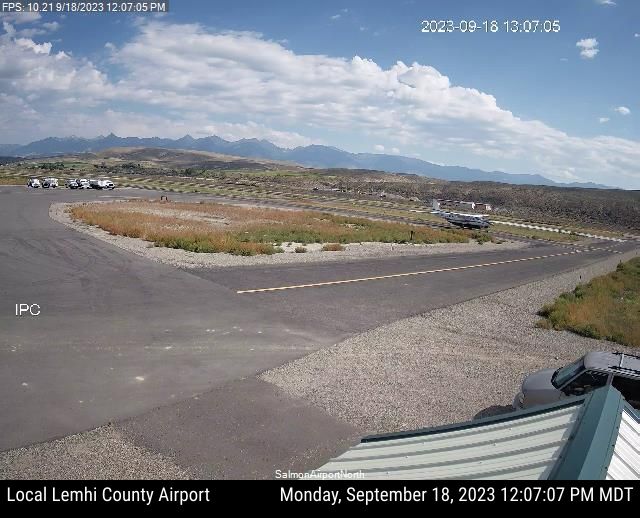 FPS: 10.21 9/18/2023 12:07:05 PM
2023-09-18 13:07:05
IPC
SalmonAirportNorth
Local Lemhi County Airport
Monday, September 18, 2023 12:07:07 PM MDT